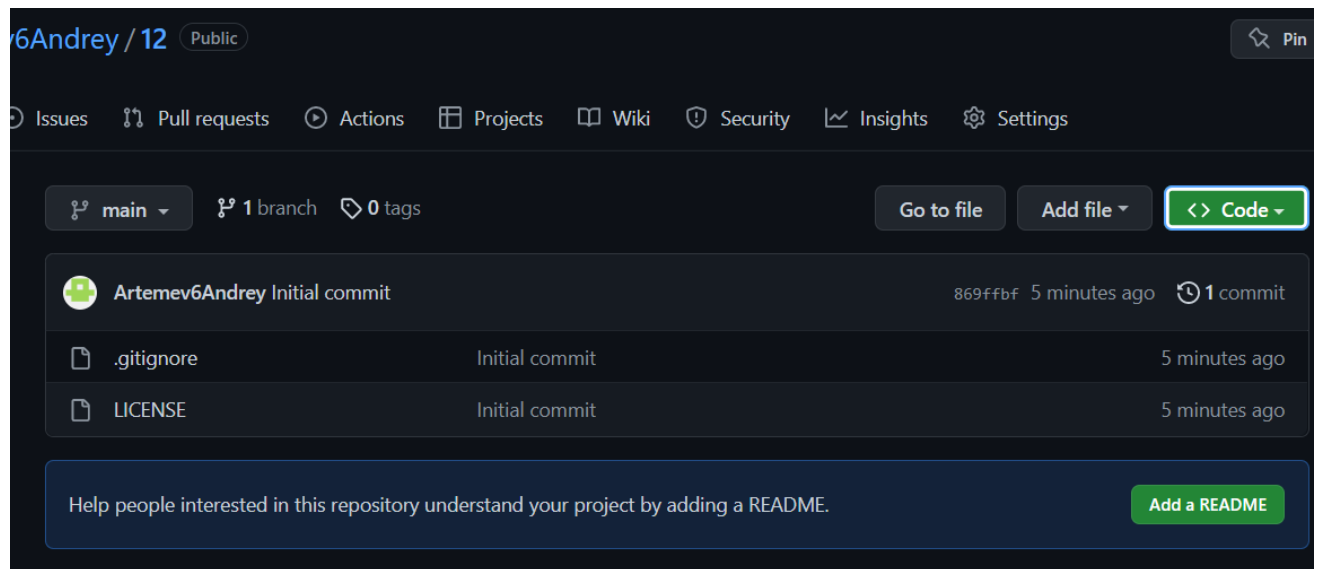 v6Andrey / 12 Public Pin
Issues Pull requests Actions Projects Wiki Security Insights Settings
main 1 branch 0 tags Go to file Add file <> Code
Artemev6Andrey Initial commit 869ffbf 5 minutes ago 1 commit
.gitignore Initial commit 5 minutes ago
LICENSE Initial commit 5 minutes ago
Help people interested in this repository understand your project by adding a README. Add a README